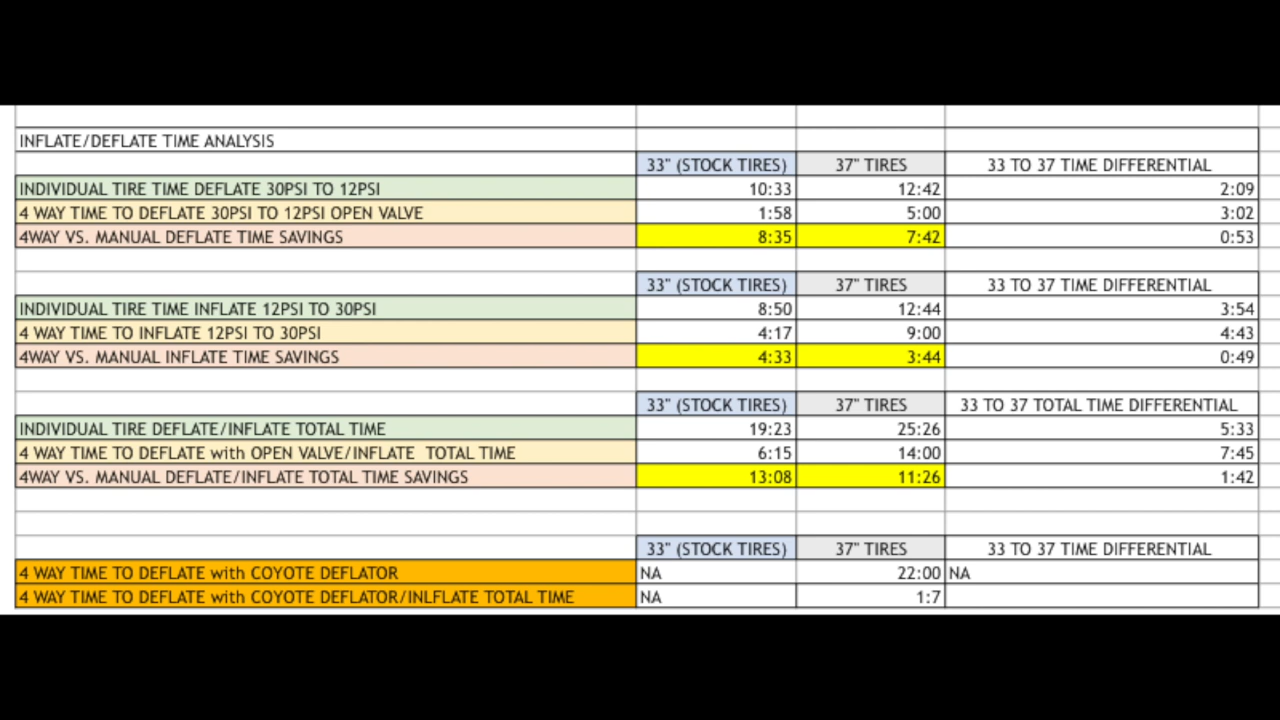 INFLATE/DEFLATE TIME ANALYSIS
33" (STOCK TIRES) 37" TIRES 33 TO 37 TIME DIFFERENTIAL
INDIVIDUAL TIRE TIME DEFLATE 30PSI TO 12PSI 10:33 12:42 2:09
4 WAY TIME TO DEFLATE 30PSI TO 12PSI OPEN VALVE 1:58 5:00 3:02
4WAY VS. MANUAL DEFLATE TIME SAVINGS 8:35 7:42 0:53
33" (STOCK TIRES) 37" TIRES 33 TO 37 TIME DIFFERENTIAL
INDIVIDUAL TIRE TIME INFLATE 12PSI TO 30PSI 8:50 12:44 3:54
4 WAY TIME TO INFLATE 12PSI TO 30PSI 4:17 9:00 4:43
4WAY VS. MANUAL INFLATE TIME SAVINGS 4:33 3:44 0:49
33" (STOCK TIRES) 37" TIRES 33 TO 37 TOTAL TIME DIFFERENTIAL
INDIVIDUAL TIRE DEFLATE/INFLATE TOTAL TIME 19:23 25:26 5:33
4 WAY TIME TO DEFLATE with OPEN VALVE/INFLATE TOTAL TIME 6:15 14:00 7:45
4WAY VS. MANUAL DEFLATE/INFLATE TOTAL TIME SAVINGS 13:08 11:26 1:42
33" (STOCK TIRES) 37" TIRES 33 TO 37 TIME DIFFERENTIAL
4 WAY TIME TO DEFLATE with COYOTE DEFLATOR NA 22:00 NA
4 WAY TIME TO DEFLATE with COYOTE DEFLATOR/INLFLATE TOTAL TIME NA 1:7